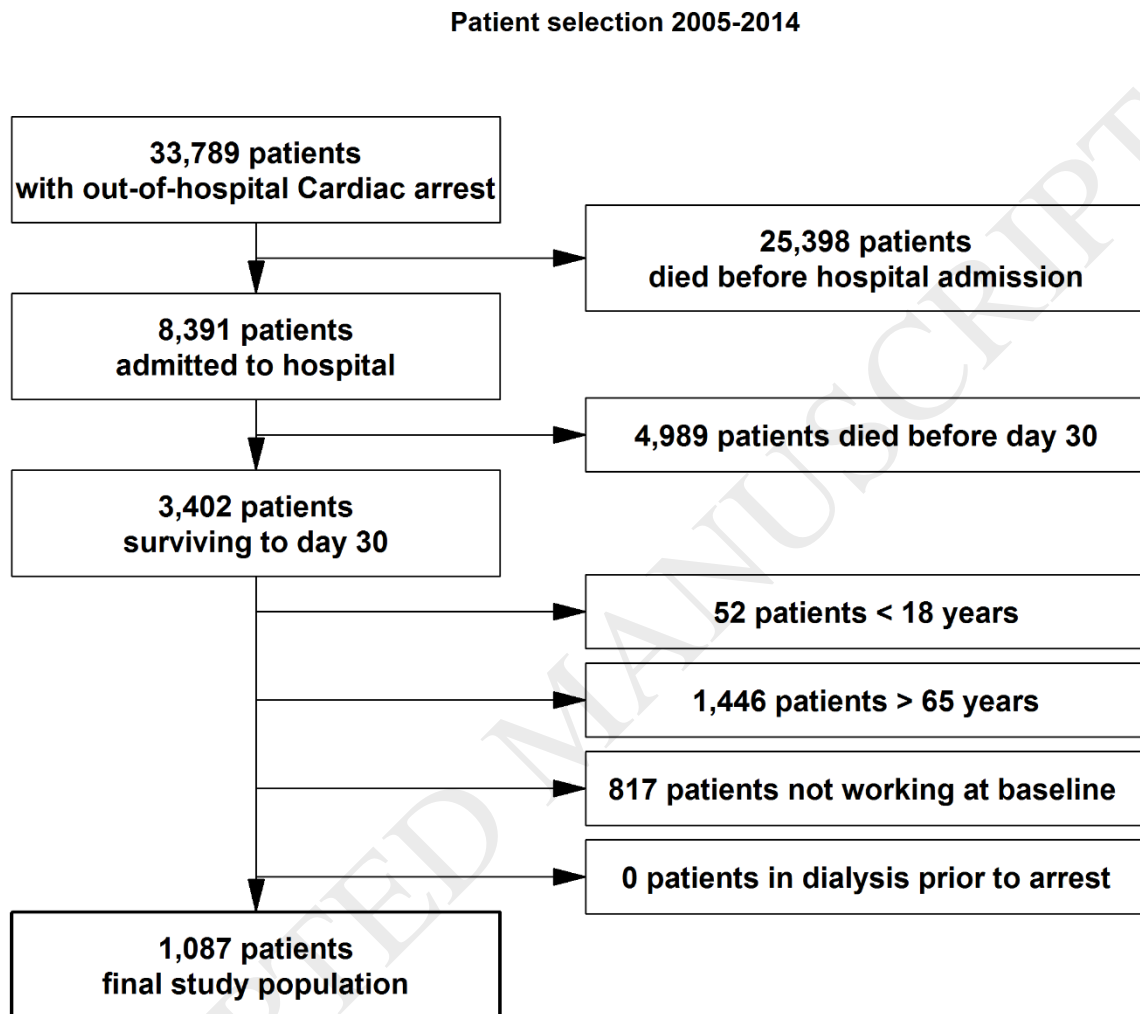 Patient selection 2005-2014
33,789 patients
with out-of-hospital Cardiac arrest
25,398 patients
died before hospital admission
8,391 patients
admitted to hospital
4,989 patients died before day 30
3,402 patients
surviving to day 30
52 patients < 18 years
1,446 patients > 65 years
817 patients not working at baseline
0 patients in dialysis prior to arrest
1,087 patients
final study population
PTED MANUSCRIPT